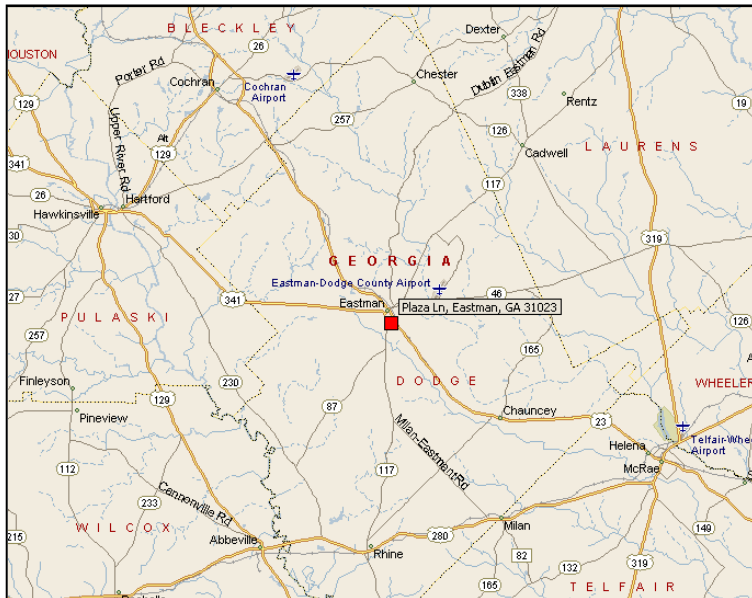 BLECKLEY
Dexter
HOUSTON
26
Porter Rd
Chester
Dublin Eastman Rd
Cochran
Cochran
Airport
338
Rentz
129
19
Upper River Rd
257
126
Alt
129
Cadwell
LAURENS
341
117
26
Hartford
Hawkinsville
30
319
GEORGIA
Eastman-Dodge County Airport
27
341
46
Eastman
Plaza Ln, Eastman, GA 31023
PULASKI
126
257
165
Finleyson
230
DODGE
WHEELER
129
87
Chauncey
Pineview
23
Milan-Eastman Rd
Telfair-Whe
Airport
Helena
McRae
112
117
233
Cannonville Rd
149
WILCOX
Milan
215
280
Abbeville
Rhine
82
132
319
165
TELFAIR